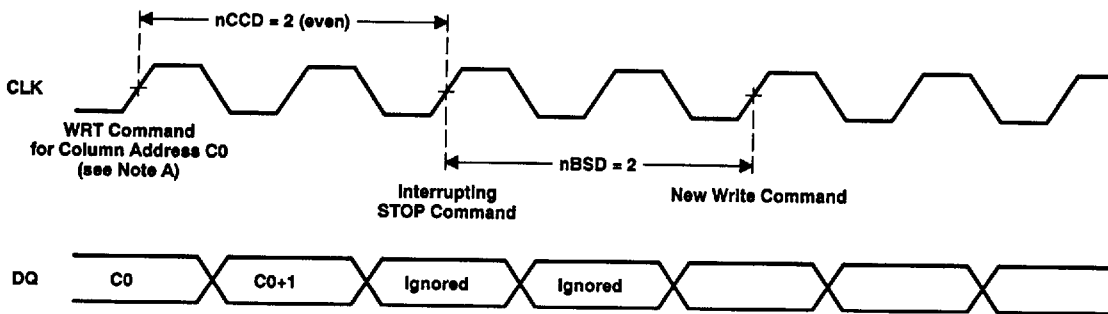 nCCD = 2 (even)
CLK
WRT Command
for Column Address C0
(see Note A)
nBSD = 2
Interrupting
STOP Command
New Write Command
DQ
C0
C0+1
Ignored
Ignored